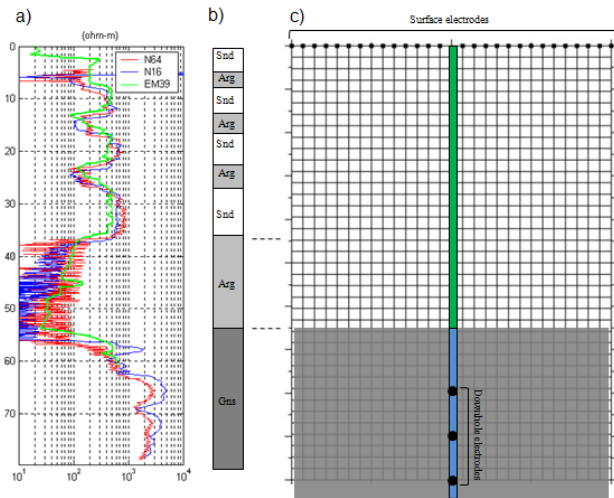 a)
(ohm-m)
N64
N16
EM39
0
10
20
30
40
50
60
70
10^1
10^2
10^3
10^4
b)
Snd
Arg
Snd
Arg
Snd
Arg
Snd
Arg
Gns
c)
Surface electrodes
Downhole electrodes